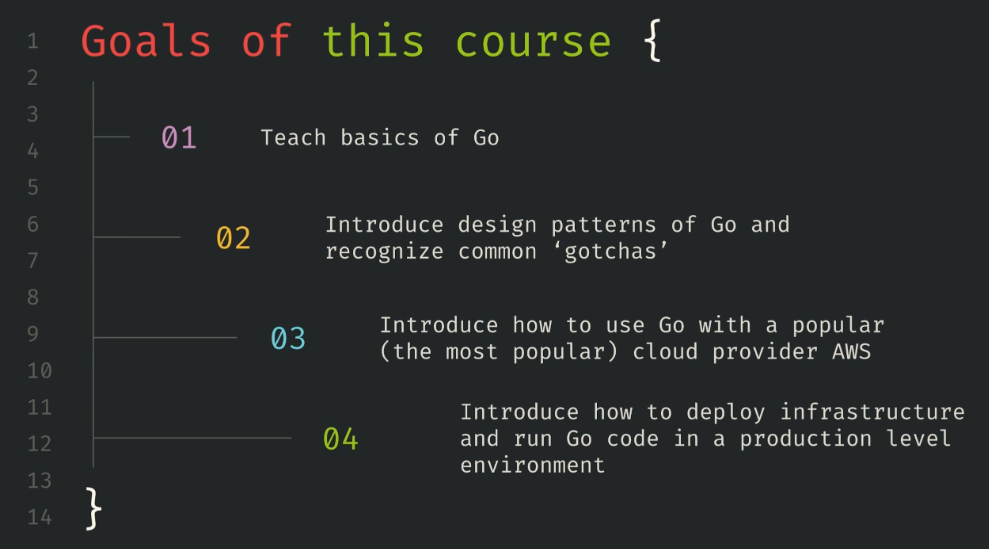 1 Goals of this course {
2
3
01 Teach basics of Go
4
5
6
02 Introduce design patterns of Go and
recognize common ‘gotchas’
7
8
9
03 Introduce how to use Go with a popular
(the most popular) cloud provider AWS
10
11
04 Introduce how to deploy infrastructure
12
and run Go code in a production level
environment
13
14 }